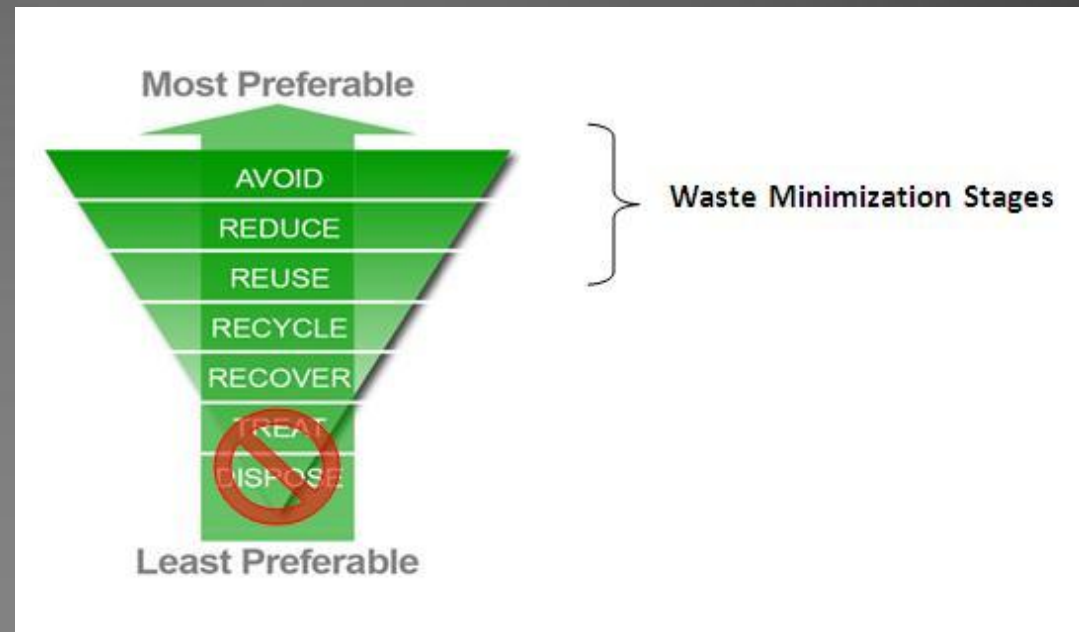 Most Preferable
AVOID
REDUCE
REUSE
RECYCLE
RECOVER
TREAT
DISPOSE
Least Preferable
Waste Minimization Stages